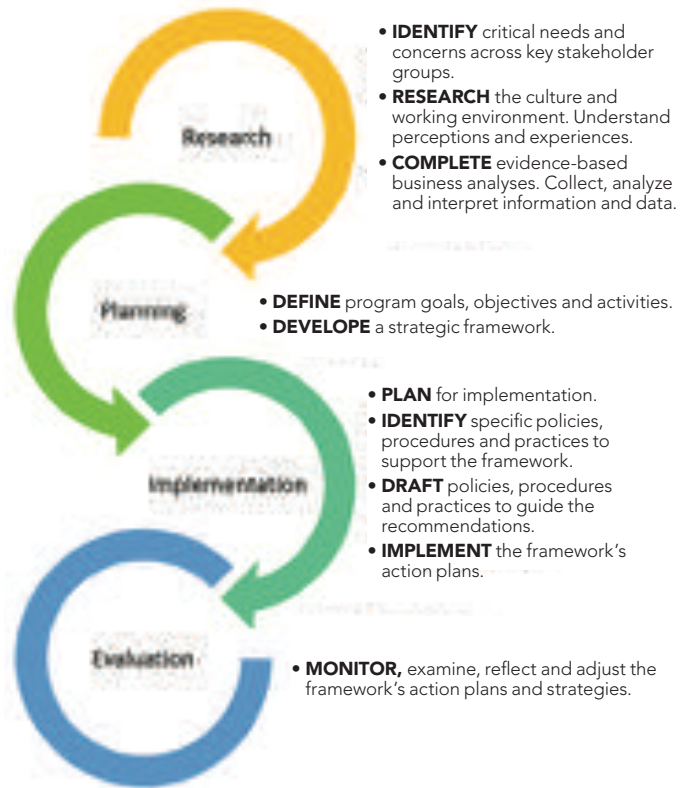 Research
• IDENTIFY critical needs and
concerns across key stakeholder
groups.
• RESEARCH the culture and
working environment. Understand
perceptions and experiences.
• COMPLETE evidence-based
business analyses. Collect, analyze
and interpret information and data.
Planning
• DEFINE program goals, objectives and activities.
• DEVELOPE a strategic framework.
Implementation
• PLAN for implementation.
• IDENTIFY specific policies,
procedures and practices to
support the framework.
• DRAFT policies, procedures
and practices to guide the
recommendations.
• IMPLEMENT the framework's
action plans.
Evaluation
• MONITOR, examine, reflect and adjust the
framework's action plans and strategies.